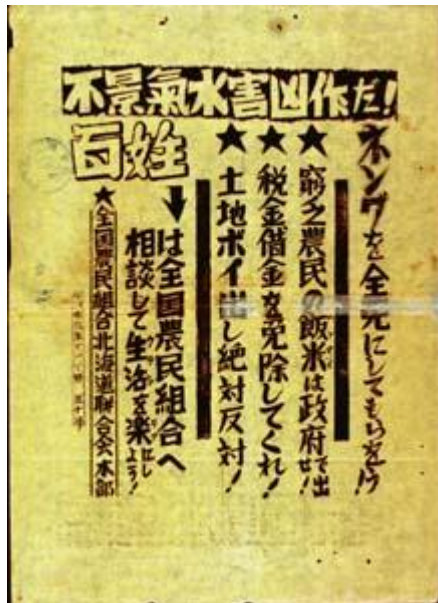 不景氣水害凶作だ!
ネングを全免にしてもらをう!
★窮乏農民の飯米は政府で出せ!
★税金借金を免除してくれ!
★土地ボイ出し絶対反対!
百姓
は全国農民組合へ
相談して生活を楽にしよう!
★全国農民組合北海道聯合会本部